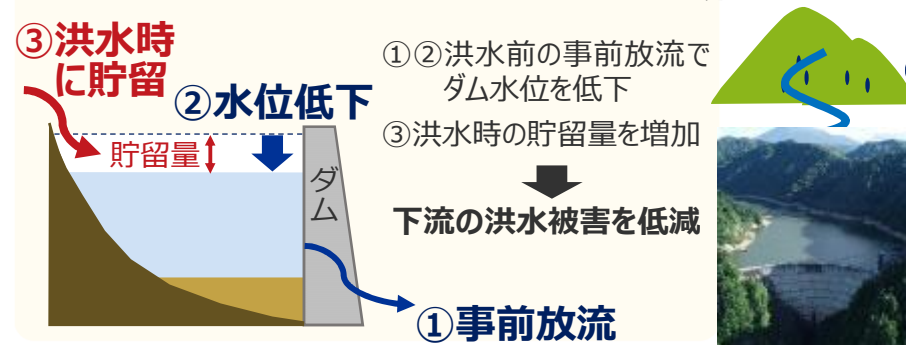 ③洪水時
に貯留
②水位低下
貯留量
ダム
①事前放流
①②洪水前の事前放流で
ダム水位を低下
③洪水時の貯留量を増加
下流の洪水被害を低減